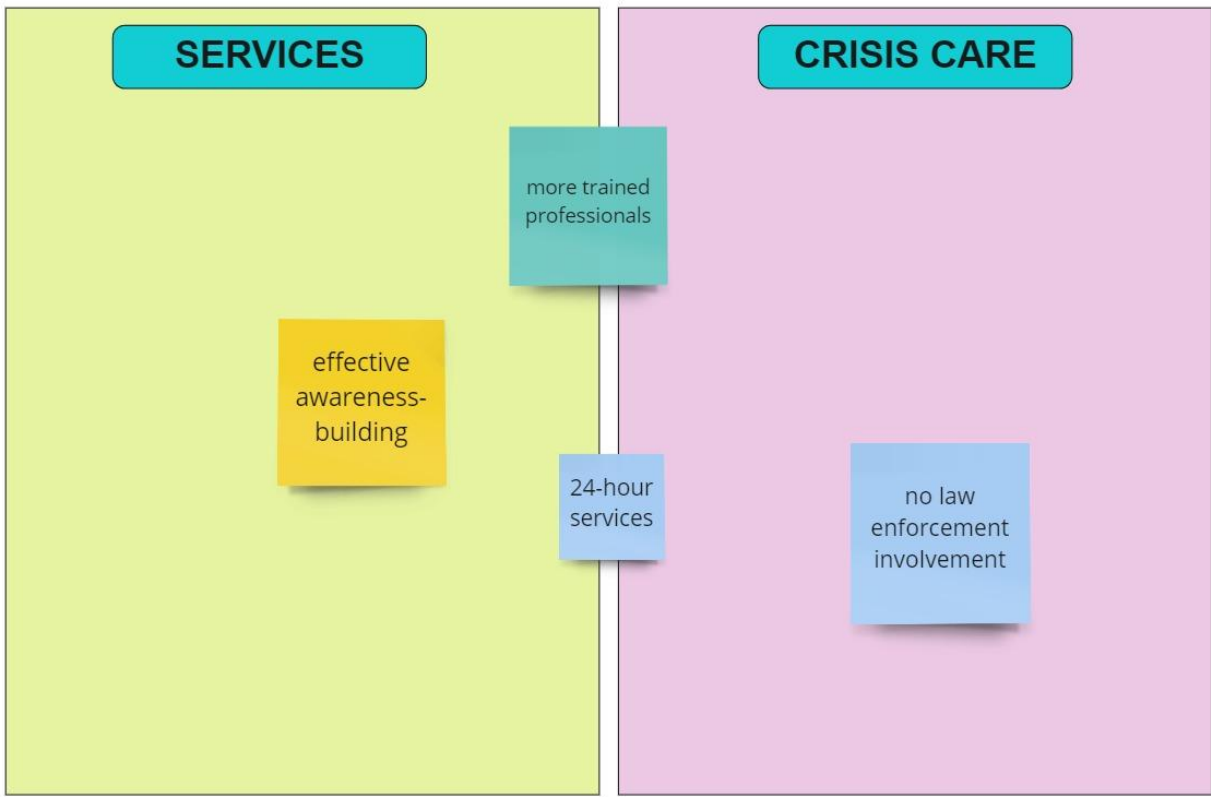 SERVICES
CRISIS CARE
more trained
professionals
effective
awareness-
building
24-hour
services
no law
enforcement
involvement